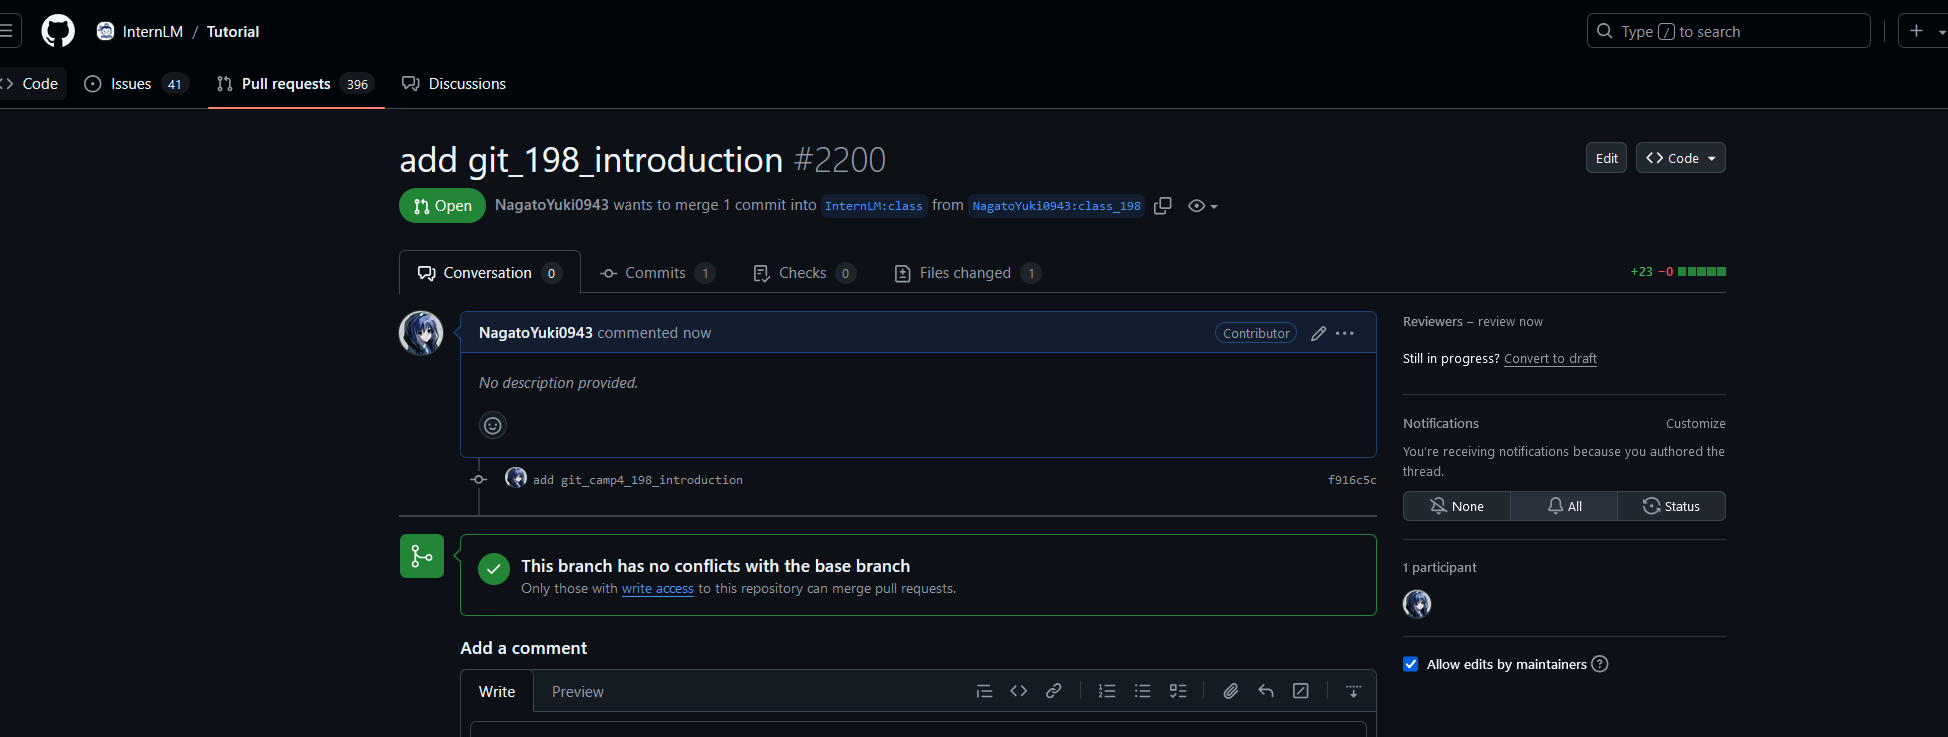 InternLM / Tutorial
Type / to search
Code
Issues 41
Pull requests 396
Discussions
add git_198_introduction #2200
Edit
Code
Open
NagatoYuki0943 wants to merge 1 commit into InternLM:class from NagatoYuki0943:class_198
Conversation 0
Commits 1
Checks 0
Files changed 1
+23 −0
NagatoYuki0943 commented now
Contributor
No description provided.
add git_camp4_198_introduction
f916c5c
This branch has no conflicts with the base branch
Only those with write access to this repository can merge pull requests.
Add a comment
Write
Preview
Reviewers – review now
Still in progress? Convert to draft
Notifications
Customize
You're receiving notifications because you authored the
thread.
None
All
Status
1 participant
Allow edits by maintainers